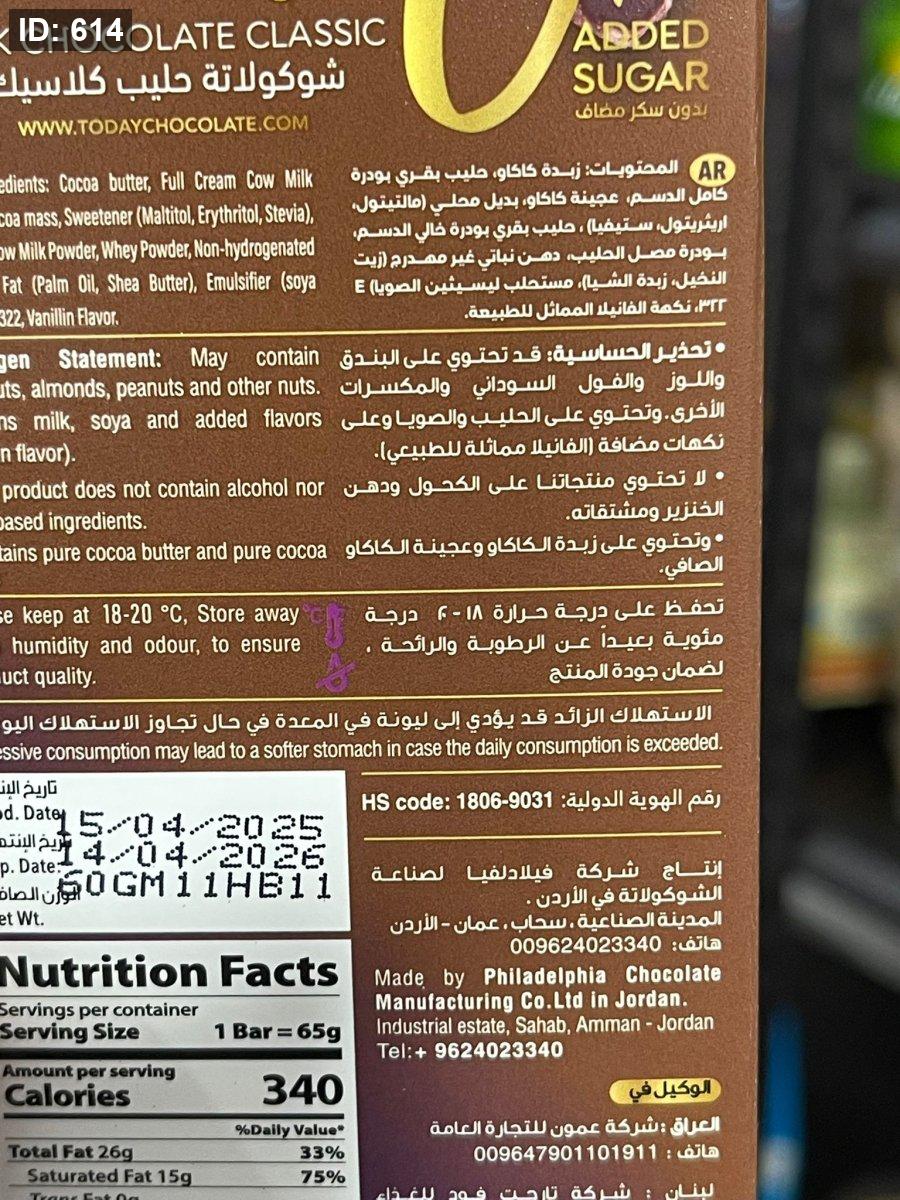 ID: 614
CHOCOLATE CLASSIC
شوكولاتة حليب كلاسيك
WWW.TODAYCHOCOLATE.COM
ADDED
SUGAR
بدون سكر مضاف
edients: Cocoa butter, Full Cream Cow Milk
coa mass, Sweetener (Maltitol, Erythritol, Stevia),
ow Milk Powder, Whey Powder, Non-hydrogenated
Fat (Palm Oil, Shea Butter), Emulsifier (soya
322, Vanillin Flavor.
AR
المحتويات: زبدة كاكاو، حليب بقري بودرة
كامل الدسم، عجينة كاكاو، بديل محلي (مالتيتول،
اريثريتول، ستيفيا)، حليب بقري بودرة خالي الدسم،
بودرة مصل الحليب، دهن نباتي غير مهدرج (زيت
النخيل، زبدة الشيا)، مستحلب ليسيثين الصويا) E
٣٢٢، نكهة الفانيلا المماثل للطبيعة.
gen Statement: May contain
uts, almonds, peanuts and other nuts.
ns milk, soya and added flavors
n flavor).
product does not contain alcohol nor
based ingredients.
tains pure cocoa butter and pure cocoa
• تحذير الحساسية: قد تحتوي على البندق
واللوز والفول السوداني والمكسرات
الأخرى. وتحتوي على الحليب والصويا وعلى
نكهات مضافة (الفانيلا مماثلة للطبيعي).
• لا تحتوي منتجاتنا على الكحول ودهن
الخنزير ومشتقاته.
• وتحتوي على زبدة الكاكاو وعجينة الكاكاو
الصافي.
se keep at 18-20 °C, Store away
humidity and odour, to ensure
uct quality.
°C
تحفظ على درجة حرارة ١٨-٢٠ درجة
مئوية بعيداً عن الرطوبة والرائحة ،
لضمان جودة المنتج
الاستهلاك الزائد قد يؤدي إلى ليونة في المعدة في حال تجاوز الاستهلاك اليو
essive consumption may lead to a softer stomach in case the daily consumption is exceeded.
تاريخ الإنت
od. Date:
15/04/2025
ريخ الإنته
p. Date:
14/04/2026
الوزن الصاف
60GM11HB11
et Wt.
HS code: 1806-9031 رقم الهوية الدولية:
إنتاج شركة فيلادلفيا لصناعة
الشوكولاتة في الأردن .
المدينة الصناعية، سحاب، عمان - الأردن
هاتف: 009624023340
Made by Philadelphia Chocolate
Manufacturing Co.Ltd in Jordan.
Industrial estate, Sahab, Amman - Jordan
Tel:+ 9624023340
الوكيل في
العراق :شركة عمون للتجارة العامة
هاتف : 009647901101911
لبنان : شركة تارجت فود للغذاء
Nutrition Facts
Servings per container
Serving Size 1 Bar = 65g
Amount per serving
Calories 340
%Daily Value*
Total Fat 26g 33%
Saturated Fat 15g 75%
Trans Fat 0g